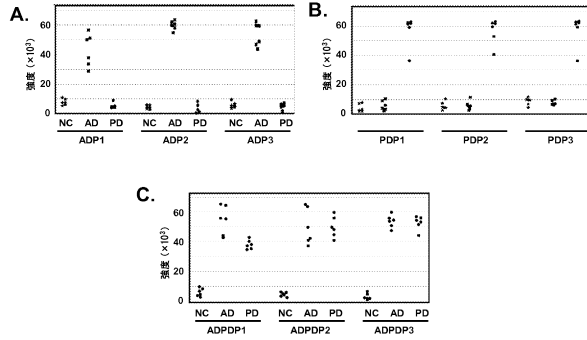 A.
強度 (×10³)
60
40
20
0
NC AD PD NC AD PD NC AD PD
ADP1 ADP2 ADP3
B.
強度 (×10³)
60
40
20
0
PDP1 PDP2 PDP3
C.
強度 (×10³)
60
40
20
0
NC AD PD NC AD PD NC AD PD
ADPDP1 ADPDP2 ADPDP3